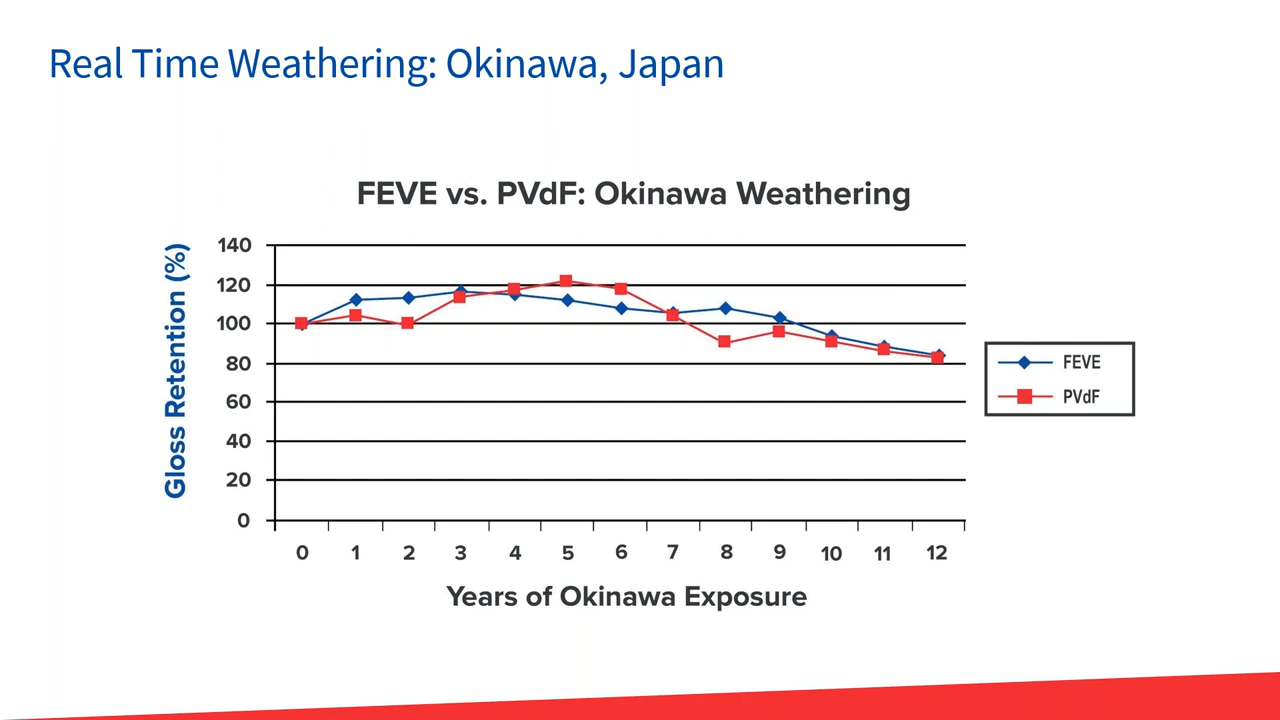 Real Time Weathering: Okinawa, Japan
FEVE vs. PVdF: Okinawa Weathering
Gloss Retention (%)
140
120
100
80
60
40
20
0
0 1 2 3 4 5 6 7 8 9 10 11 12
Years of Okinawa Exposure
FEVE
PVdF